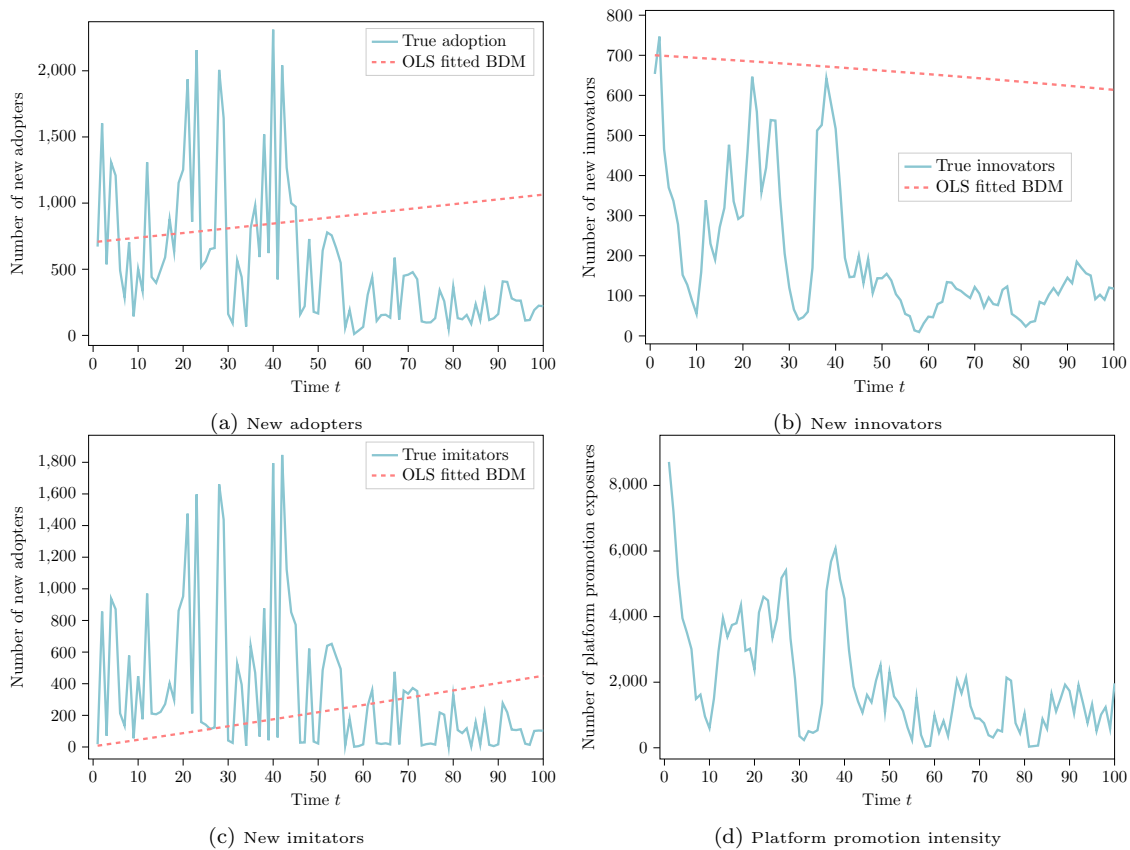 Number of new adopters
2,000
1,500
1,000
500
0
True adoption
OLS fitted BDM
0 10 20 30 40 50 60 70 80 90 100
Time t
(a) New adopters
Number of new innovators
800
700
600
500
400
300
200
100
0
True innovators
OLS fitted BDM
0 10 20 30 40 50 60 70 80 90 100
Time t
(b) New innovators
Number of new adopters
1,800
1,600
1,400
1,200
1,000
800
600
400
200
0
True imitators
OLS fitted BDM
0 10 20 30 40 50 60 70 80 90 100
Time t
(c) New imitators
Number of platform promotion exposures
8,000
6,000
4,000
2,000
0
0 10 20 30 40 50 60 70 80 90 100
Time t
(d) Platform promotion intensity